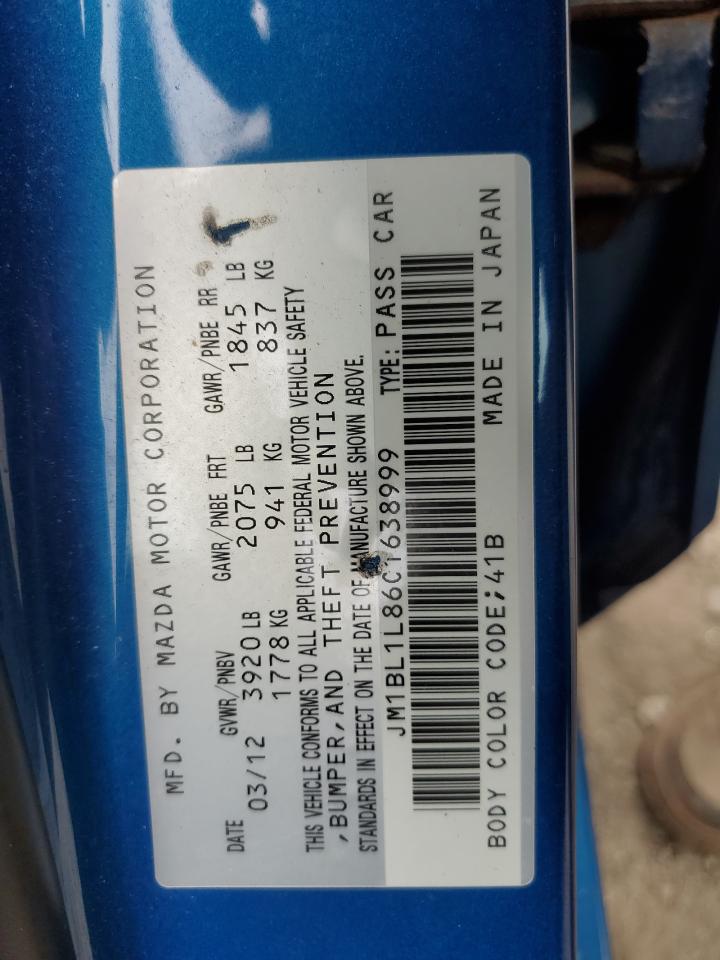 MFD. BY MAZDA MOTOR CORPORATION
DATE GVWR/PNBV GAWR/PNBE FRT GAWR/PNBE RR
03/12 3920 LB 2075 LB 1845 LB
1778 KG 941 KG 837 KG
THIS VEHICLE CONFORMS TO ALL APPLICABLE FEDERAL MOTOR VEHICLE SAFETY
,BUMPER,AND THEFT PREVENTION
STANDARDS IN EFFECT ON THE DATE OF MANUFACTURE SHOWN ABOVE.
JM1BL1L86C1638999 TYPE: PASS CAR
BODY COLOR CODE;41B MADE IN JAPAN